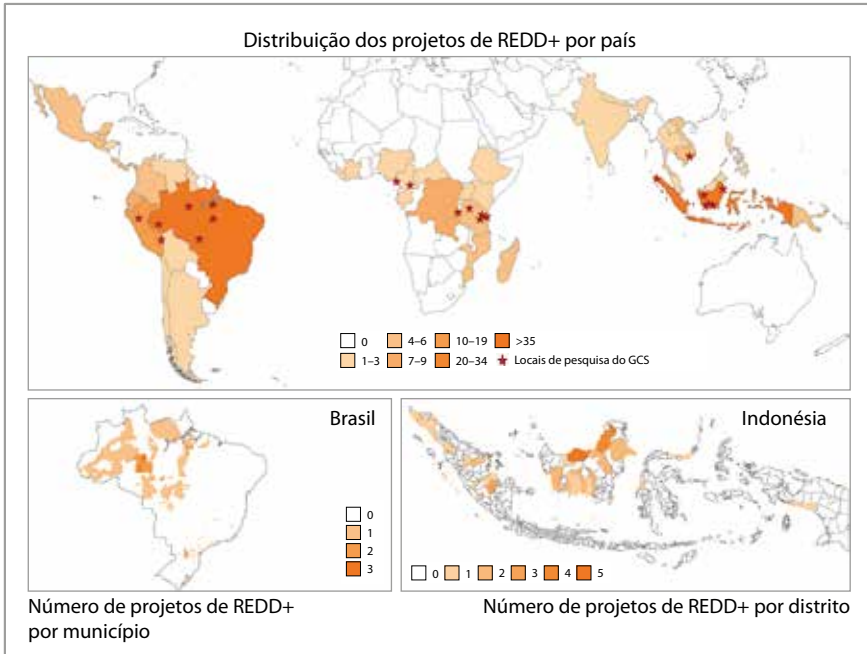 Distribuição dos projetos de REDD+ por país
0 4–6 10–19 >35
1–3 7–9 20–34 Locais de pesquisa do GCS
Brasil
0
1
2
3
Número de projetos de REDD+
por município
Indonésia
0 1 2 3 4 5
Número de projetos de REDD+ por distrito